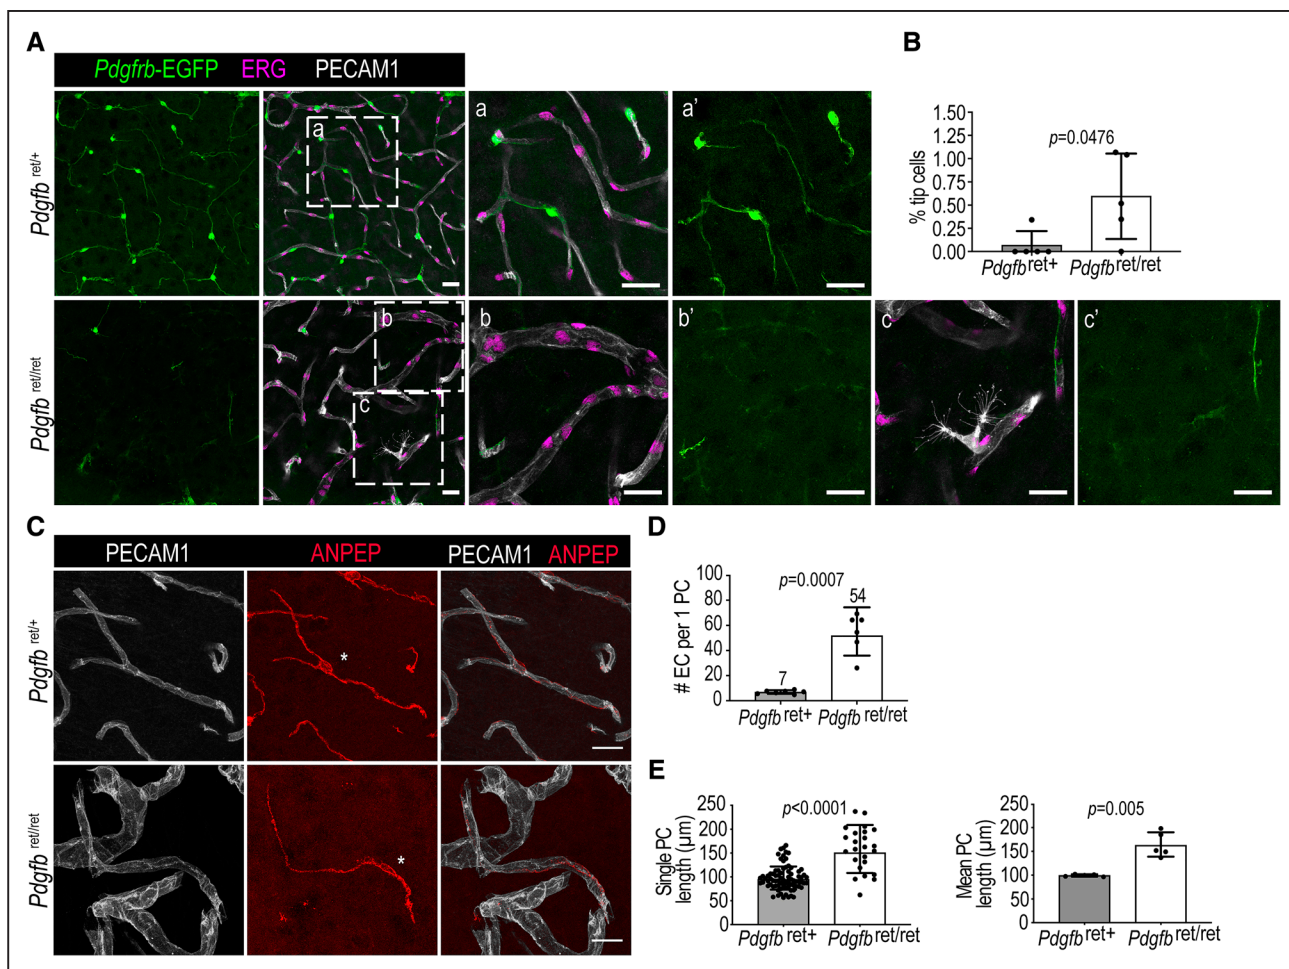 A
Pdgfrb-EGFP ERG PECAM1
Pdgfb ret/+
a
a
a'
Pdgfb ret/ret
b
c
b
b'
c
c'
B
% tip cells
1.50
1.25
1.00
0.75
0.50
0.25
0.00
p=0.0476
Pdgfb ret+
Pdgfb ret/ret
C
PECAM1
ANPEP
PECAM1 ANPEP
Pdgfb ret/+
*
Pdgfb ret/ret
*
D
# EC per 1 PC
100
80
60
40
20
0
p=0.0007
7
54
Pdgfb ret+
Pdgfb ret/ret
E
Single PC
length (µm)
250
200
150
100
50
0
p<0.0001
Pdgfb ret+
Pdgfb ret/ret
Mean PC
length (µm)
250
200
150
100
50
0
p=0.005
Pdgfb ret+
Pdgfb ret/ret